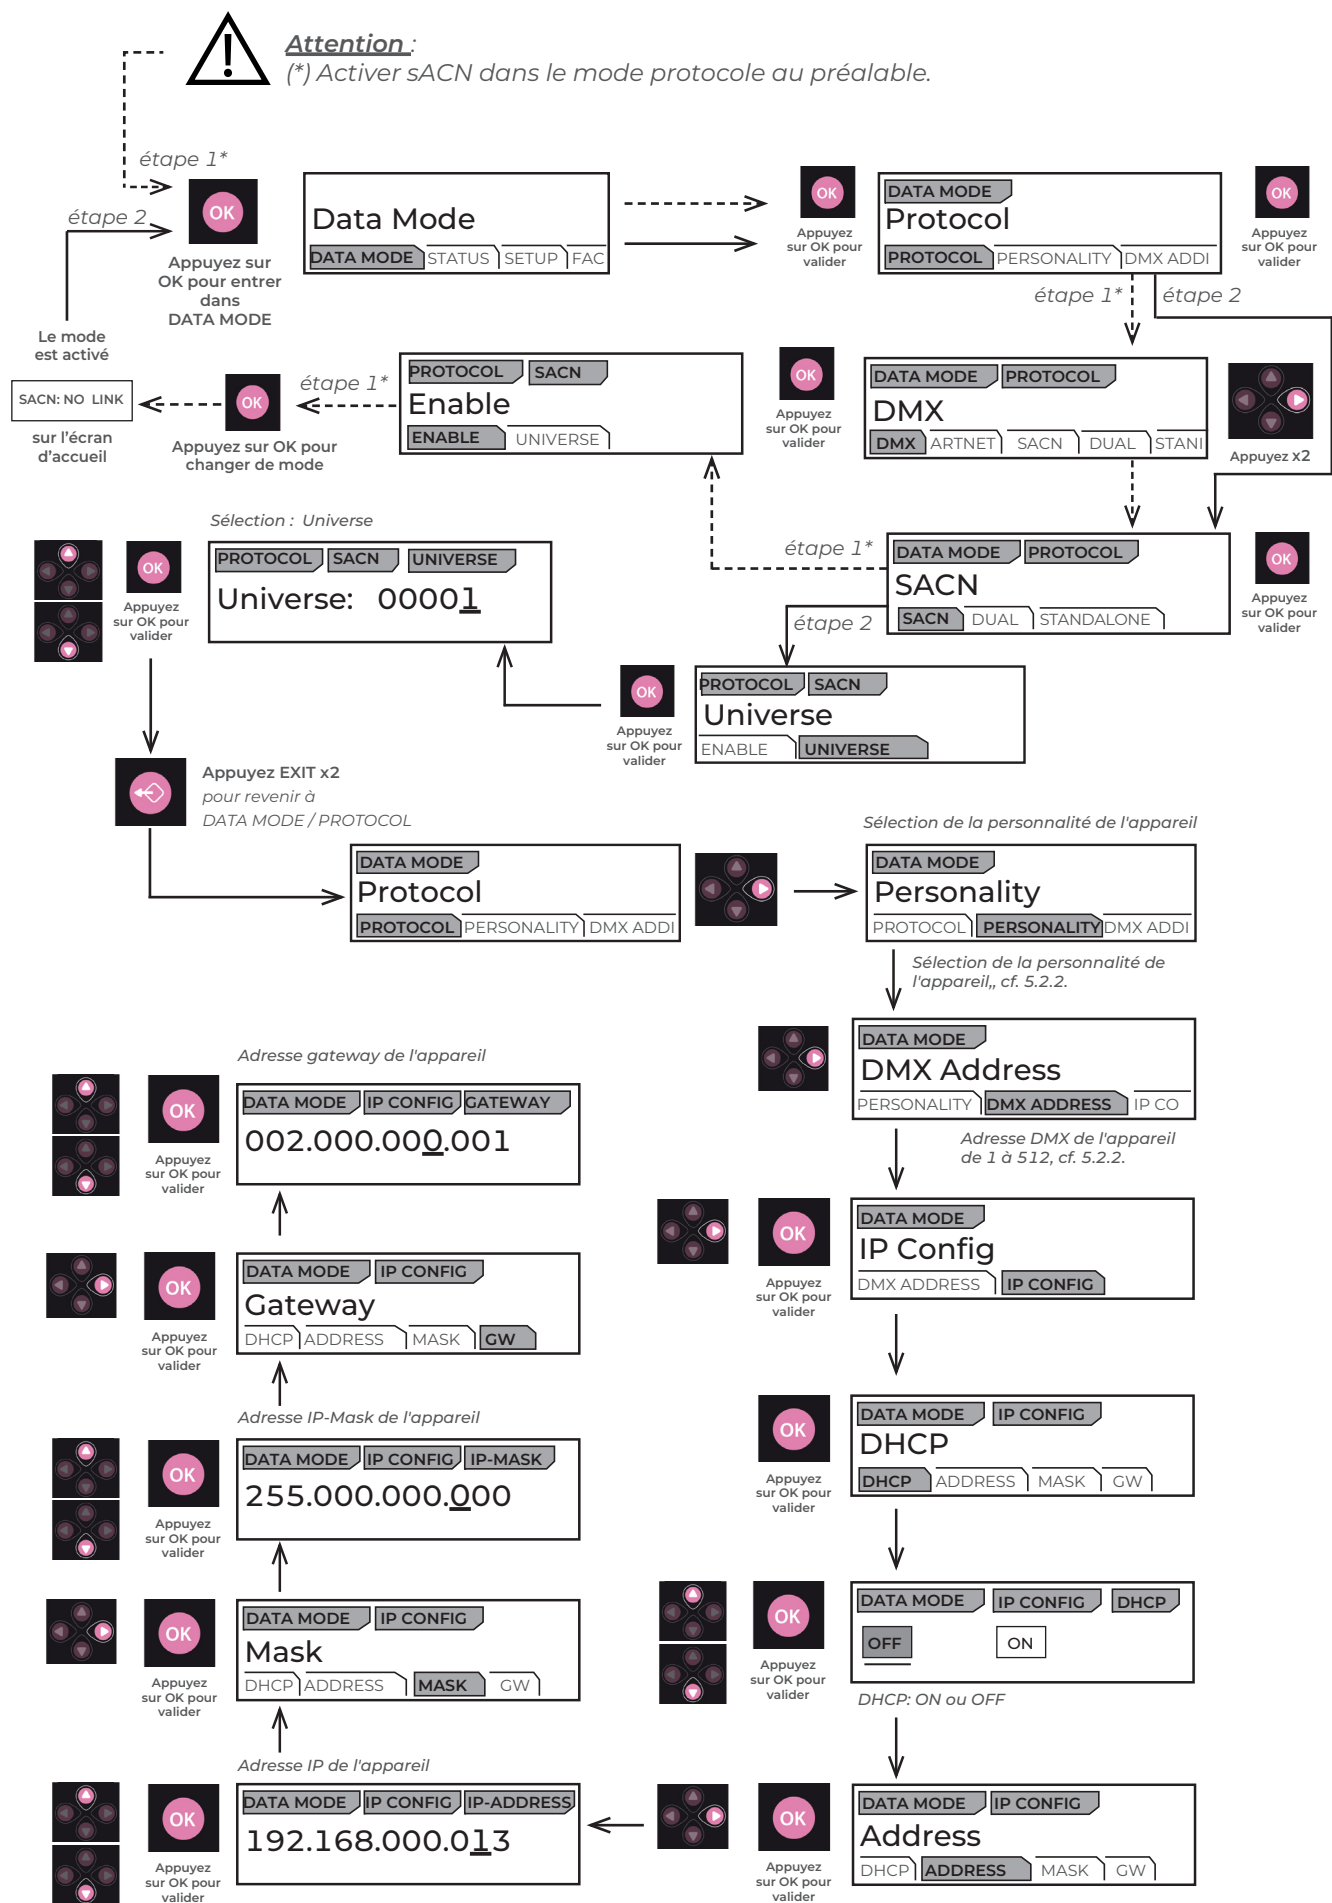 Attention :
(*) Activer sACN dans le mode protocole au préalable.
étape 1*
étape 2
OK
Appuyez sur
OK pour entrer
dans
DATA MODE
Data Mode
DATA MODE STATUS SETUP FAC
OK
Appuyez
sur OK pour
valider
DATA MODE
Protocol
PROTOCOL PERSONALITY DMX ADDI
OK
Appuyez
sur OK pour
valider
étape 1*
étape 2
Le mode
est activé
SACN: NO LINK
sur l'écran
d'accueil
OK
Appuyez sur OK pour
changer de mode
étape 1*
PROTOCOL SACN
Enable
ENABLE UNIVERSE
OK
Appuyez
sur OK pour
valider
DATA MODE PROTOCOL
DMX
DMX ARTNET SACN DUAL STANI
Appuyez x2
Sélection : Universe
OK
Appuyez
sur OK pour
valider
PROTOCOL SACN UNIVERSE
Universe: 00001
étape 1*
étape 2
DATA MODE PROTOCOL
SACN
SACN DUAL STANDALONE
OK
Appuyez
sur OK pour
valider
OK
Appuyez
sur OK pour
valider
PROTOCOL SACN
Universe
ENABLE UNIVERSE
Appuyez EXIT x2
pour revenir à
DATA MODE / PROTOCOL
DATA MODE
Protocol
PROTOCOL PERSONALITY DMX ADDI
Sélection de la personnalité de l'appareil
DATA MODE
Personality
PROTOCOL PERSONALITY DMX ADDI
Sélection de la personnalité de
l'appareil,, cf. 5.2.2.
DATA MODE
DMX Address
PERSONALITY DMX ADDRESS IP CO
Adresse DMX de l'appareil
de 1 à 512, cf. 5.2.2.
OK
Appuyez
sur OK pour
valider
DATA MODE
IP Config
DMX ADDRESS IP CONFIG
OK
Appuyez
sur OK pour
valider
DATA MODE IP CONFIG
DHCP
DHCP ADDRESS MASK GW
OK
Appuyez
sur OK pour
valider
DATA MODE IP CONFIG DHCP
OFF ON
DHCP: ON ou OFF
OK
Appuyez
sur OK pour
valider
DATA MODE IP CONFIG
Address
DHCP ADDRESS MASK GW
Adresse IP de l'appareil
OK
Appuyez
sur OK pour
valider
DATA MODE IP CONFIG IP-ADDRESS
192.168.000.013
OK
Appuyez
sur OK pour
valider
DATA MODE IP CONFIG
Mask
DHCP ADDRESS MASK GW
Adresse IP-Mask de l'appareil
OK
Appuyez
sur OK pour
valider
DATA MODE IP CONFIG IP-MASK
255.000.000.000
OK
Appuyez
sur OK pour
valider
DATA MODE IP CONFIG
Gateway
DHCP ADDRESS MASK GW
Adresse gateway de l'appareil
OK
Appuyez
sur OK pour
valider
DATA MODE IP CONFIG GATEWAY
002.000.000.001